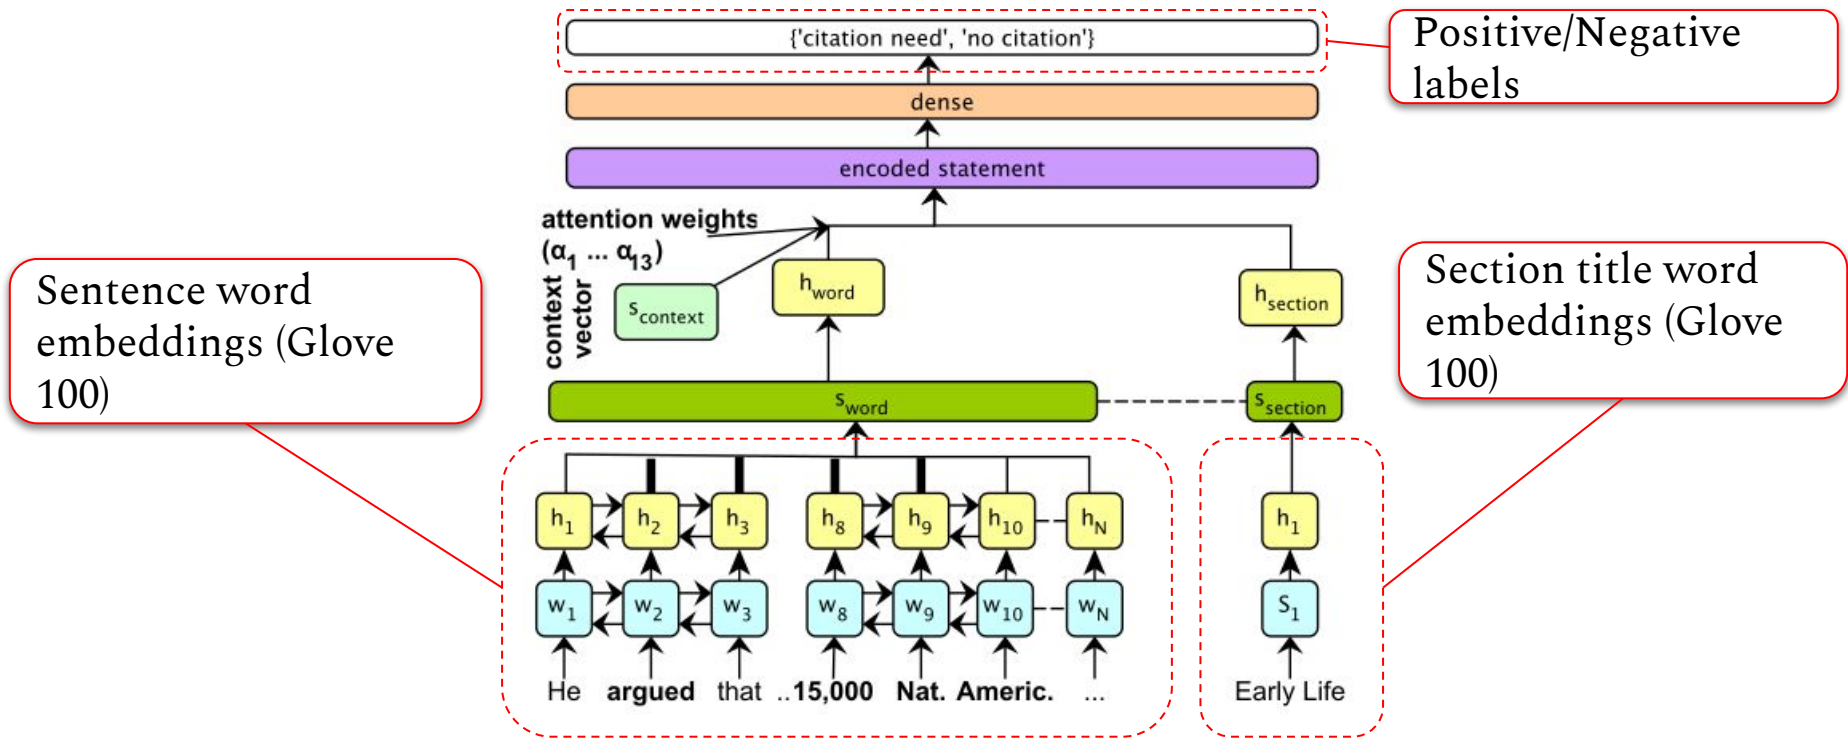 {'citation need', 'no citation'}
Positive/Negative
labels
dense
encoded statement
attention weights
(α1 ... α13)
context
vector
scontext
hword
hsection
Sentence word
embeddings (Glove
100)
Section title word
embeddings (Glove
100)
sword
ssection
h1 h2 h3 h8 h9 h10 hN h1
w1 w2 w3 w8 w9 w10 wN S1
He argued that ..15,000 Nat. Americ. ... Early Life